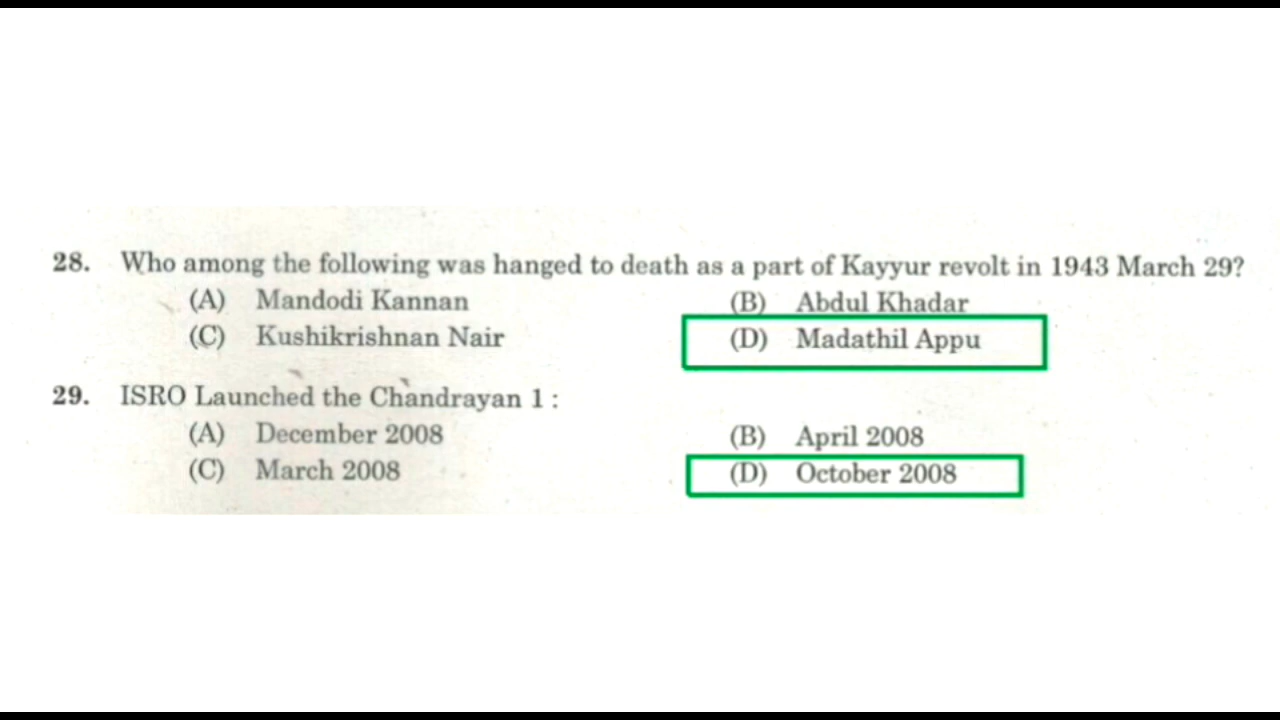 28. Who among the following was hanged to death as a part of Kayyur revolt in 1943 March 29?
(A) Mandodi Kannan (B) Abdul Khadar
(C) Kushikrishnan Nair (D) Madathil Appu
29. ISRO Launched the Chandrayan 1 :
(A) December 2008 (B) April 2008
(C) March 2008 (D) October 2008